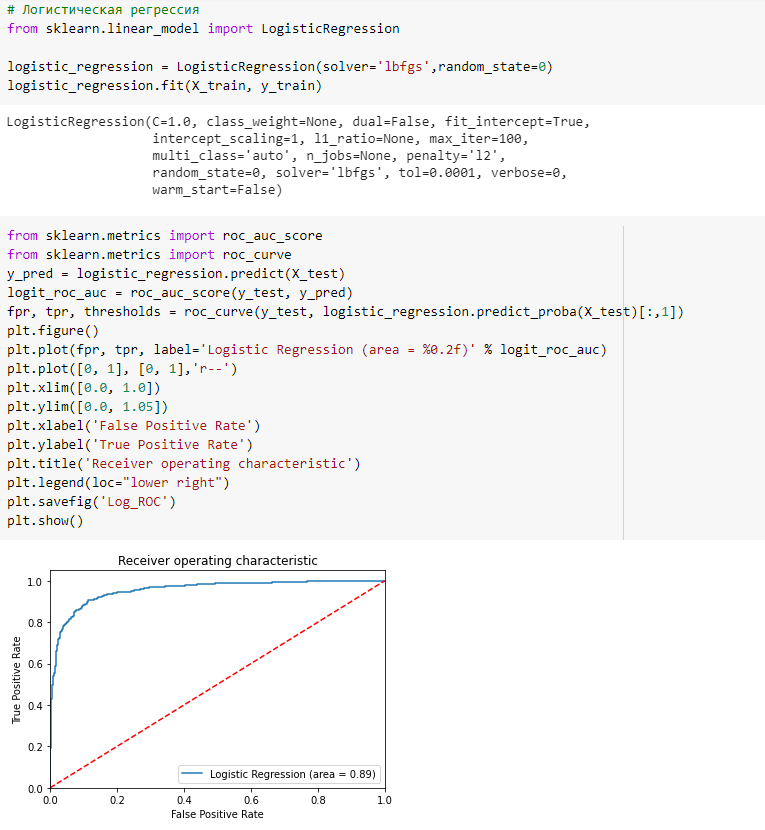 # Логистическая регрессия
from sklearn.linear_model import LogisticRegression
logistic_regression = LogisticRegression(solver='lbfgs',random_state=0)
logistic_regression.fit(X_train, y_train)
LogisticRegression(C=1.0, class_weight=None, dual=False, fit_intercept=True,
intercept_scaling=1, l1_ratio=None, max_iter=100,
multi_class='auto', n_jobs=None, penalty='l2',
random_state=0, solver='lbfgs', tol=0.0001, verbose=0,
warm_start=False)
from sklearn.metrics import roc_auc_score
from sklearn.metrics import roc_curve
y_pred = logistic_regression.predict(X_test)
logit_roc_auc = roc_auc_score(y_test, y_pred)
fpr, tpr, thresholds = roc_curve(y_test, logistic_regression.predict_proba(X_test)[:,1])
plt.figure()
plt.plot(fpr, tpr, label='Logistic Regression (area = %0.2f)' % logit_roc_auc)
plt.plot([0, 1], [0, 1],'r--')
plt.xlim([0.0, 1.0])
plt.ylim([0.0, 1.05])
plt.xlabel('False Positive Rate')
plt.ylabel('True Positive Rate')
plt.title('Receiver operating characteristic')
plt.legend(loc="lower right")
plt.savefig('Log_ROC')
plt.show()
Receiver operating characteristic
1.0
0.8
0.6
0.4
0.2
0.0
True Positive Rate
Logistic Regression (area = 0.89)
0.0 0.2 0.4 0.6 0.8 1.0
False Positive Rate